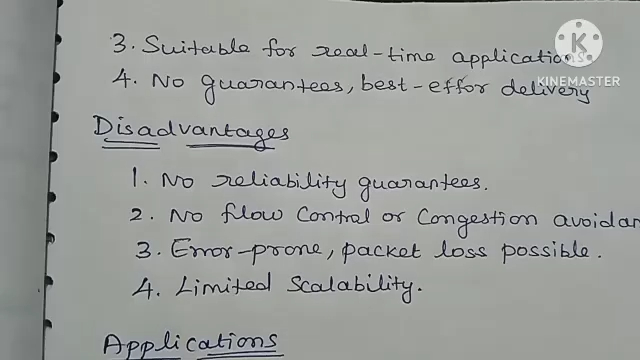 3. Suitable for real-time application
K.S.
KINEMASTER
4. No guarantees, best-effor delivery
Disadvantages
1. No reliability guarantees.
2. No flow Control or Congestion avoidan
3. Error-prone, packet loss possible.
4. Limited Scalability.
Applications